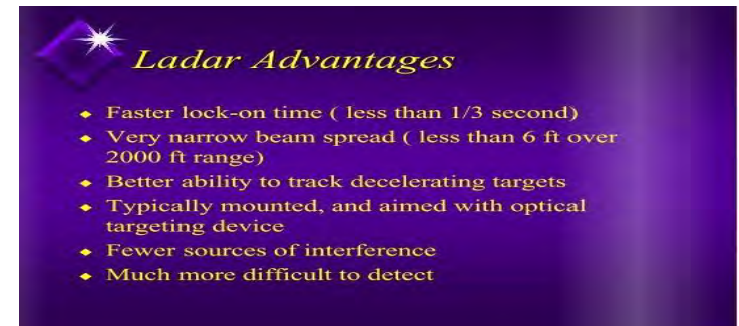 Ladar Advantages
Faster lock-on time ( less than 1/3 second)
Very narrow beam spread ( less than 6 ft over
2000 ft range)
Better ability to track decelerating targets
Typically mounted, and aimed with optical
targeting device
Fewer sources of interference
Much more difficult to detect